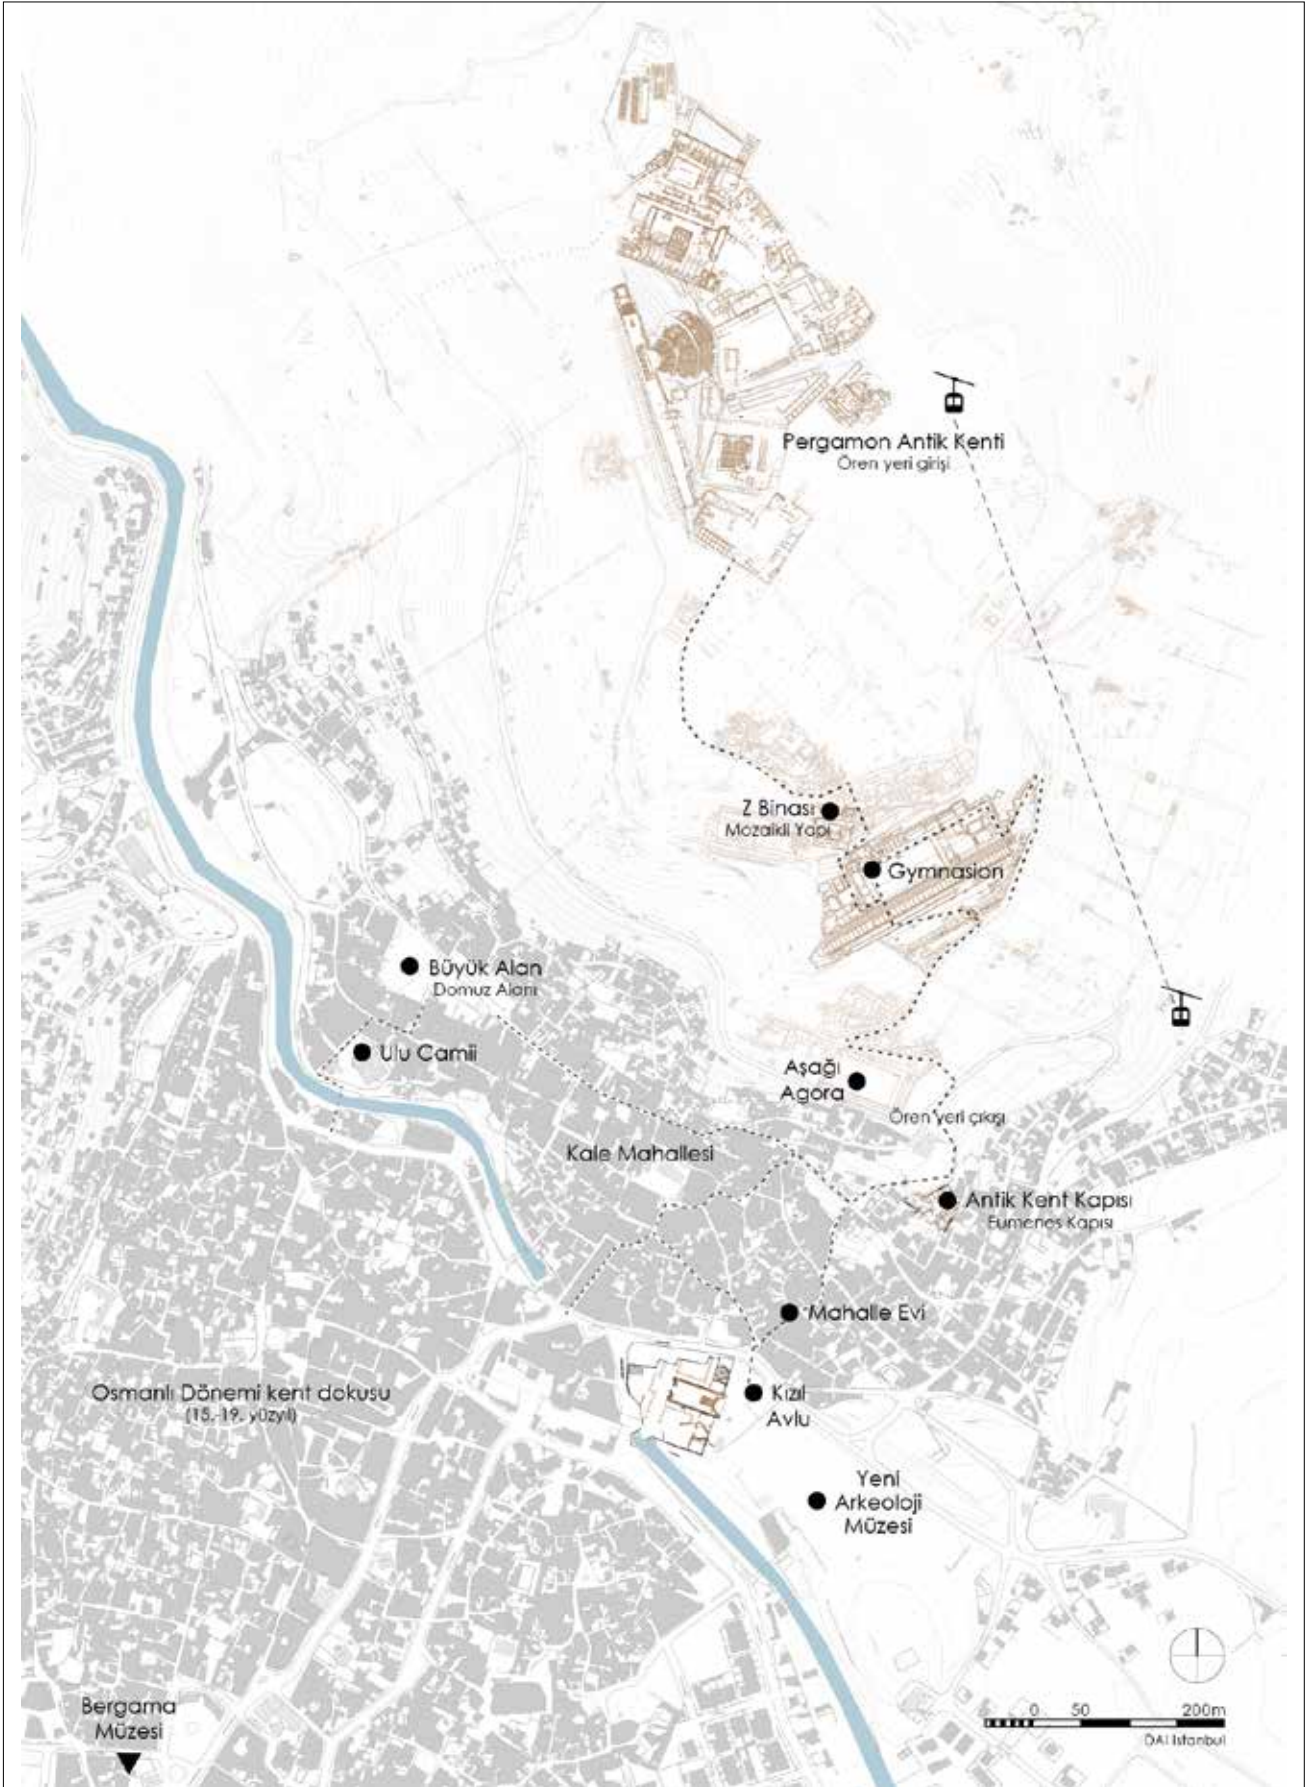 Pergamon Antik Kenti
Ören yeri girişi
Z Binası
Mozaikli Yapı
Gymnasion
Büyük Alan
Domuz Alanı
Ulu Camii
Aşağı
Agora
Ören yeri çıkışı
Kale Mahallesi
Antik Kent Kapısı
Eumenes Kapısı
Mahalle Evi
Osmanlı Dönemi kent dokusu
(15.-19. yüzyıl)
Kızıl
Avlu
Yeni
Arkeoloji
Müzesi
Bergama
Müzesi
0 50 200m
DAI Istanbul